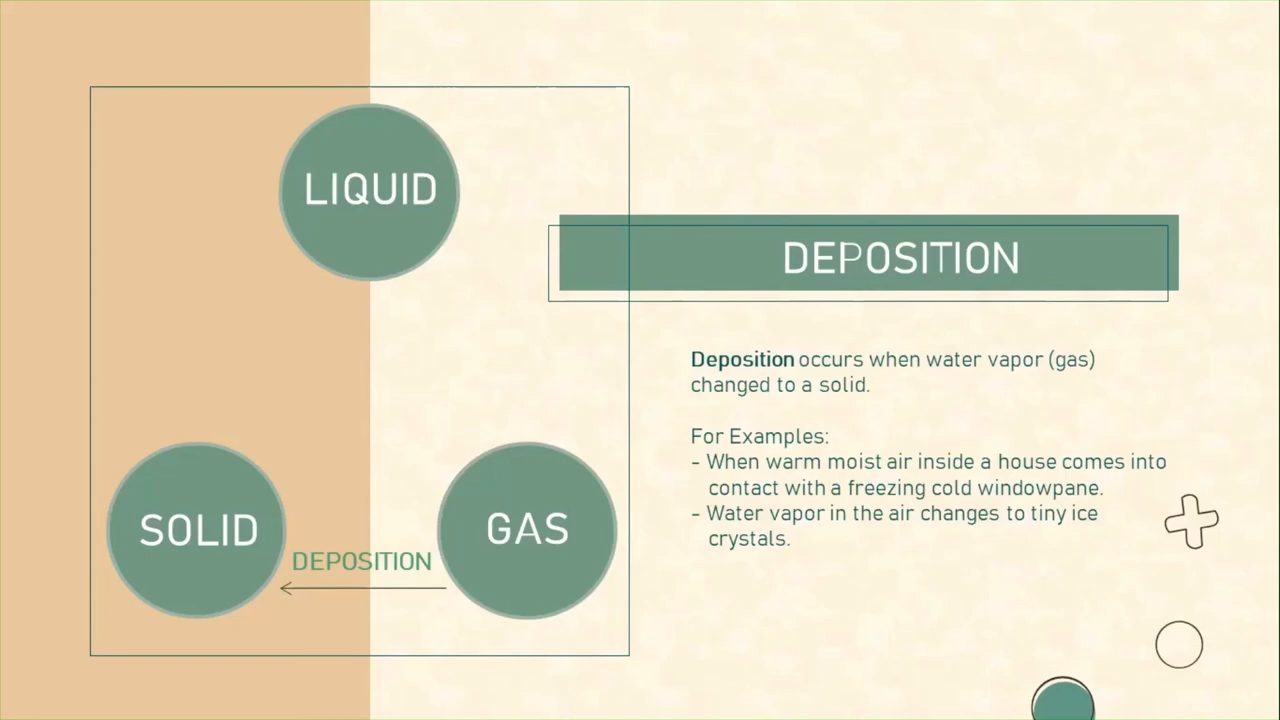 LIQUID
DEPOSITION
Deposition occurs when water vapor (gas)
changed to a solid.
For Examples:
- When warm moist air inside a house comes into
contact with a freezing cold windowpane.
- Water vapor in the air changes to tiny ice
crystals.
SOLID
GAS
DEPOSITION